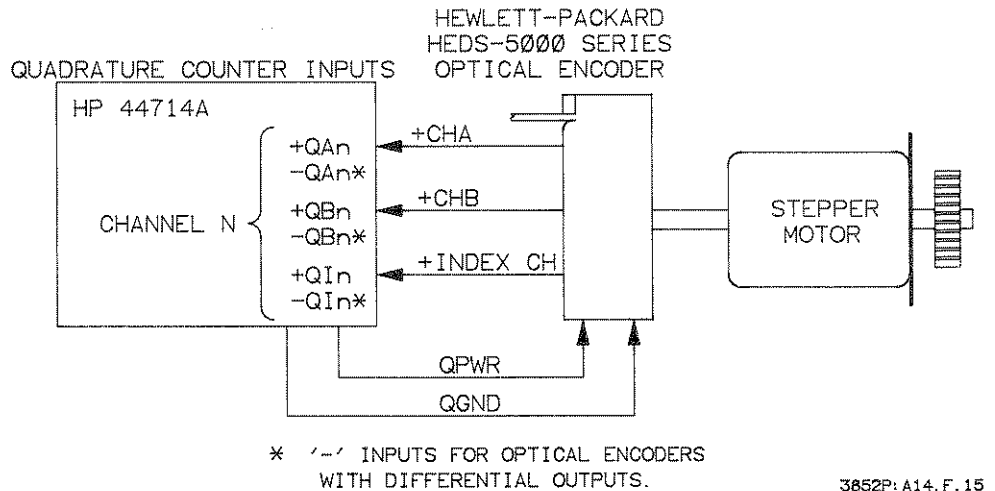 HEWLETT-PACKARD
HEDS-5000 SERIES
OPTICAL ENCODER
QUADRATURE COUNTER INPUTS
HP 44714A
+CHA
+QAn
-QAn*
CHANNEL N
+CHB
+QBn
-QBn*
+INDEX CH
+QIn
-QIn*
STEPPER
MOTOR
QPWR
QGND
* '-' INPUTS FOR OPTICAL ENCODERS
WITH DIFFERENTIAL OUTPUTS.
3852P:A14.F.15